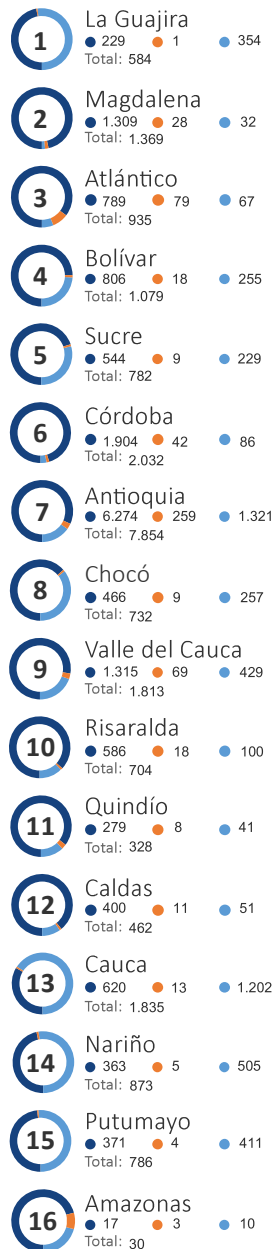 1 La Guajira
229 1 354
Total: 584
2 Magdalena
1.309 28 32
Total: 1.369
3 Atlántico
789 79 67
Total: 935
4 Bolívar
806 18 255
Total: 1.079
5 Sucre
544 9 229
Total: 782
6 Córdoba
1.904 42 86
Total: 2.032
7 Antioquia
6.274 259 1.321
Total: 7.854
8 Chocó
466 9 257
Total: 732
9 Valle del Cauca
1.315 69 429
Total: 1.813
10 Risaralda
586 18 100
Total: 704
11 Quindío
279 8 41
Total: 328
12 Caldas
400 11 51
Total: 462
13 Cauca
620 13 1.202
Total: 1.835
14 Nariño
363 5 505
Total: 873
15 Putumayo
371 4 411
Total: 786
16 Amazonas
17 3 10
Total: 30